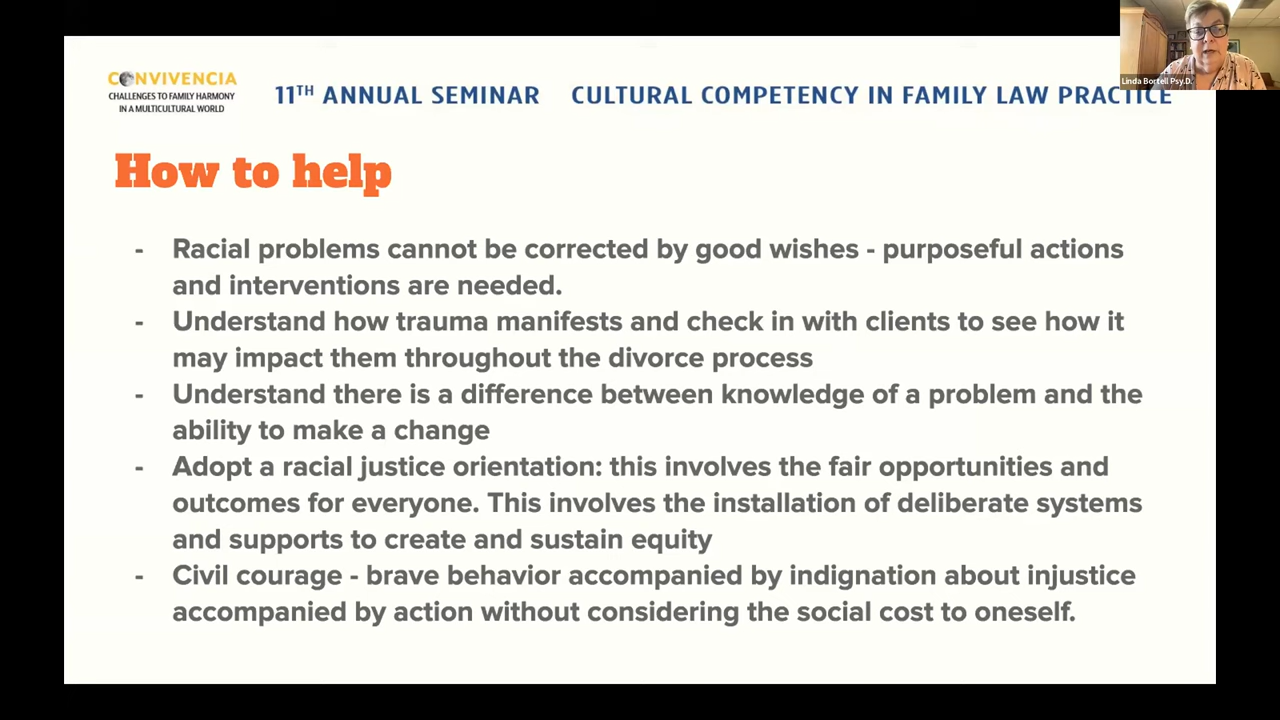 CONVIVENCIA
CHALLENGES TO FAMILY HARMONY
IN A MULTICULTURAL WORLD
11TH ANNUAL SEMINAR CULTURAL COMPETENCY IN FAMILY LAW PRACTICE
Linda Bortell Psy.D.
How to help
- Racial problems cannot be corrected by good wishes - purposeful actions
and interventions are needed.
- Understand how trauma manifests and check in with clients to see how it
may impact them throughout the divorce process
- Understand there is a difference between knowledge of a problem and the
ability to make a change
- Adopt a racial justice orientation: this involves the fair opportunities and
outcomes for everyone. This involves the installation of deliberate systems
and supports to create and sustain equity
- Civil courage - brave behavior accompanied by indignation about injustice
accompanied by action without considering the social cost to oneself.